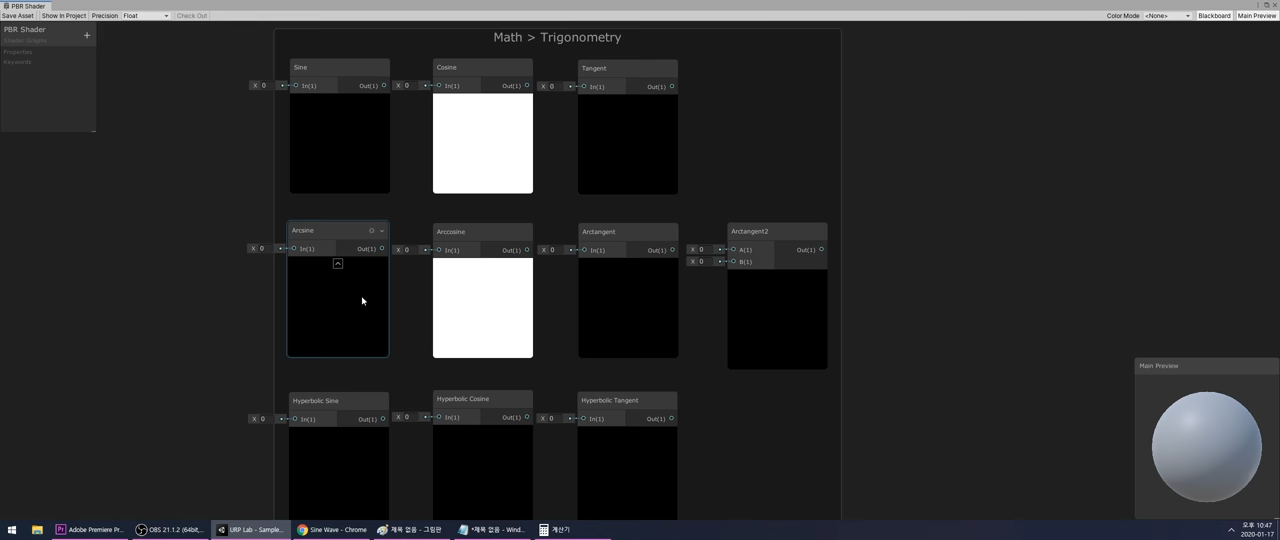 PBR Shader
Save Asset Show In Project Precision Float Check Out Color Mode <None> Blackboard Main Preview
PBR Shader
Shader Graphs
Properties
Keywords
Math > Trigonometry
Sine Cosine Tangent
X 0 In(1) Out(1) X 0 In(1) Out(1) X 0 In(1) Out(1)
Arcsine Arccosine Arctangent Arctangent2
X 0 In(1) Out(1) X 0 In(1) Out(1) X 0 In(1) Out(1) X 0 A(1) Out(1)
X 0 B(1)
Main Preview
Hyperbolic Sine Hyperbolic Cosine Hyperbolic Tangent
X 0 In(1) Out(1) X 0 In(1) Out(1) X 0 In(1) Out(1)
Adobe Premiere Pr... OBS 21.1.2 (64bit,... URP Lab - Sample... Sine Wave - Chrome 제목 없음 - 그림판 *제목 없음 - Wind... 계산기
오후 10:47
2020-01-17